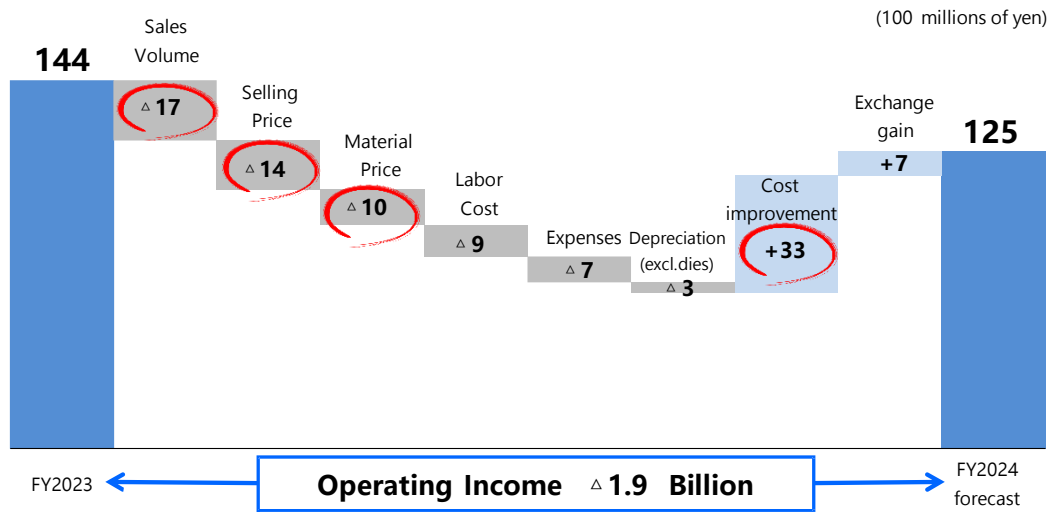 (100 millions of yen)
144
Sales
Volume
△ 17
Selling
Price
△ 14
Material
Price
△ 10
Labor
Cost
△ 9
Expenses
△ 7
Depreciation
(excl.dies)
△ 3
Cost
improvement
+33
Exchange
gain
+7
125
FY2023
Operating Income △ 1.9 Billion
FY2024
forecast